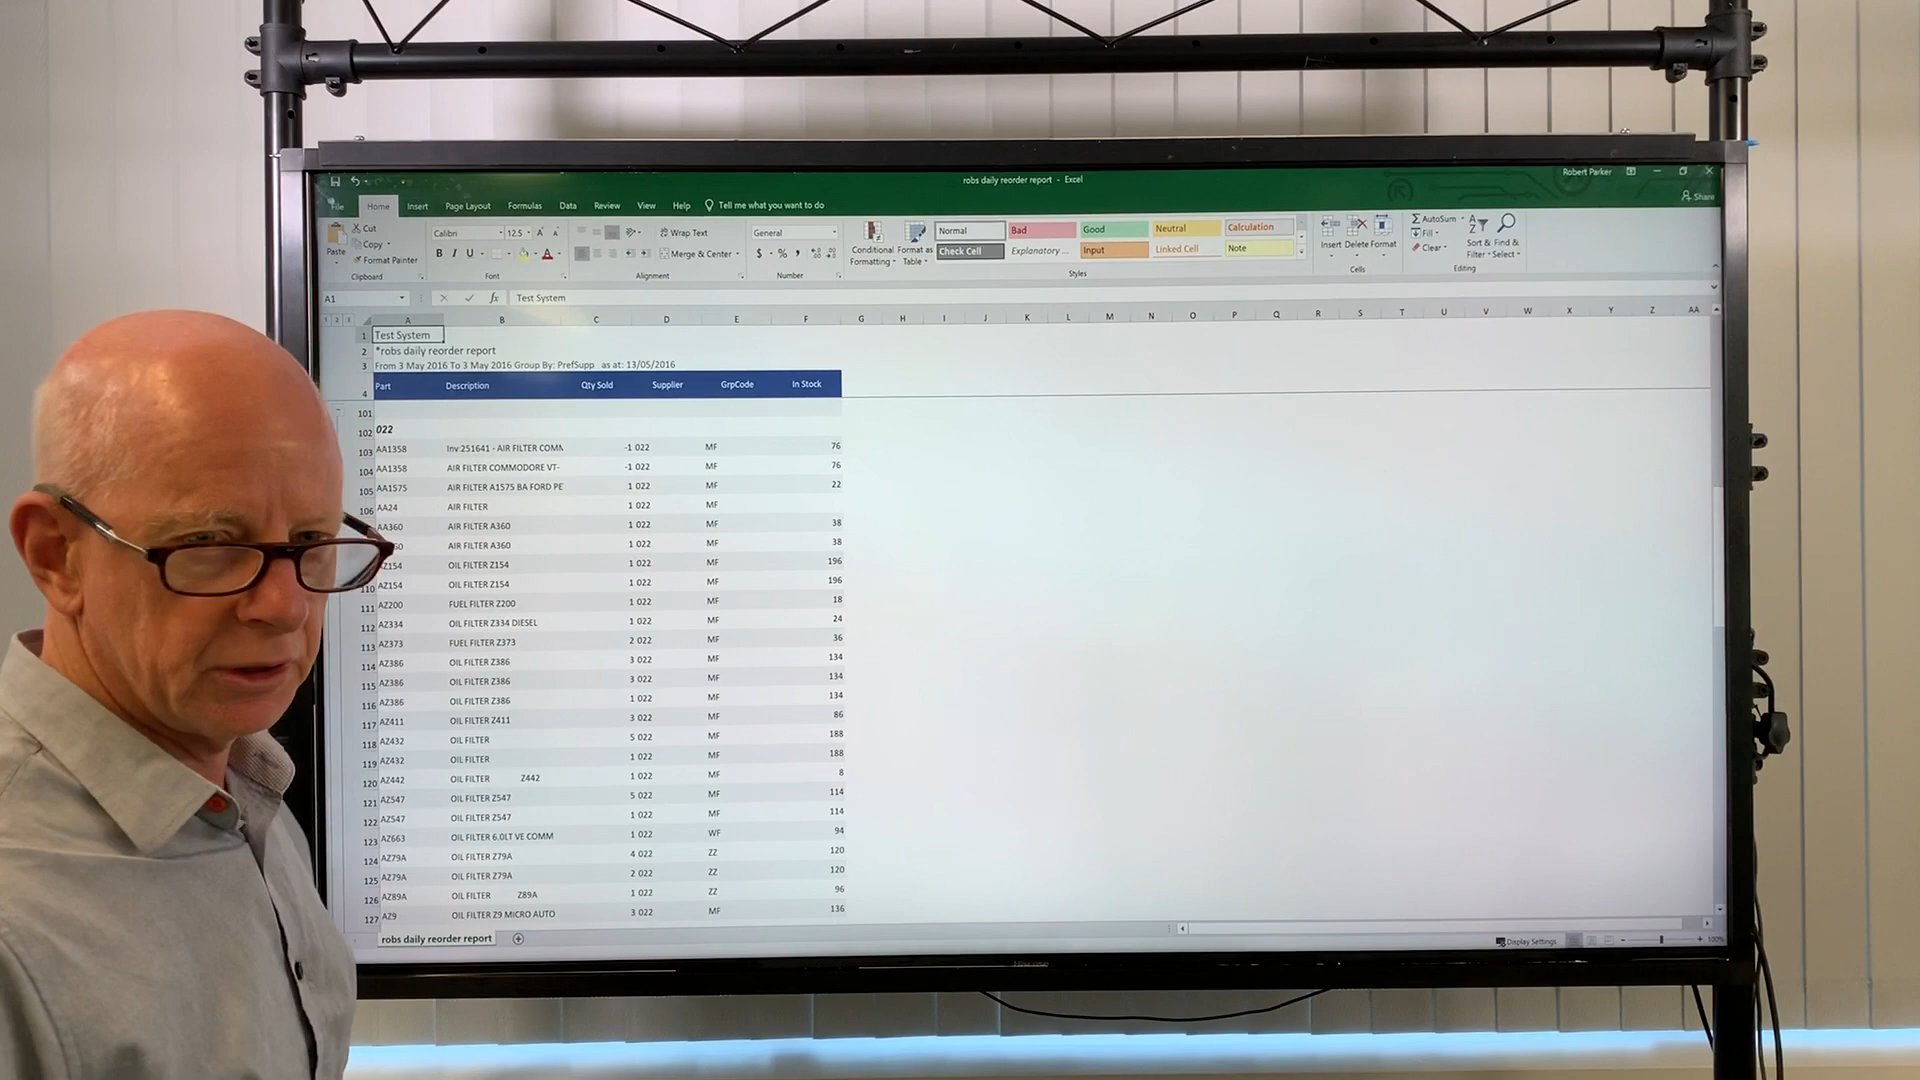 robs daily reorder report - Excel
Robert Parker
File Home Insert Page Layout Formulas Data Review View Help Tell me what you want to do
Share
Paste
Cut
Copy
Format Painter
Clipboard
Calibri 12.5
B I U
Font
Wrap Text
Merge & Center
Alignment
General
$ % ,
Number
Conditional Formatting
Format as Table
Normal Bad Good Neutral Calculation
Check Cell Explanatory ... Input Linked Cell Note
Styles
Insert Delete Format
Cells
AutoSum
Fill
Clear
Sort & Filter
Find & Select
Editing
A1 fx Test System
1 2 3
A B C D E F G H I J K L M N O P Q R S T U V W X Y Z AA
1 Test System
2 *robs daily reorder report
3 From 3 May 2016 To 3 May 2016 Group By: PrefSupp as at: 13/05/2016
4 Part Description Qty Sold Supplier GrpCode In Stock
101
102 022
103 AA1358 Inv:251641 - AIR FILTER COMM -1 022 MF 76
104 AA1358 AIR FILTER COMMODORE VT- -1 022 MF 76
105 AA1575 AIR FILTER A1575 BA FORD PE 1 022 MF 22
106 AA24 AIR FILTER 1 022 MF
AA360 AIR FILTER A360 1 022 MF 38
60 AIR FILTER A360 1 022 MF 38
AZ154 OIL FILTER Z154 1 022 MF 196
110 AZ154 OIL FILTER Z154 1 022 MF 196
111 AZ200 FUEL FILTER Z200 1 022 MF 18
112 AZ334 OIL FILTER Z334 DIESEL 1 022 MF 24
113 AZ373 FUEL FILTER Z373 2 022 MF 36
114 AZ386 OIL FILTER Z386 3 022 MF 134
115 AZ386 OIL FILTER Z386 3 022 MF 134
116 AZ386 OIL FILTER Z386 1 022 MF 134
117 AZ411 OIL FILTER Z411 3 022 MF 86
118 AZ432 OIL FILTER 5 022 MF 188
119 AZ432 OIL FILTER 1 022 MF 188
120 AZ442 OIL FILTER Z442 1 022 MF 8
121 AZ547 OIL FILTER Z547 5 022 MF 114
122 AZ547 OIL FILTER Z547 1 022 MF 114
123 AZ663 OIL FILTER 6.0LT VE COMM 1 022 WF 94
124 AZ79A OIL FILTER Z79A 4 022 ZZ 120
125 AZ79A OIL FILTER Z79A 2 022 ZZ 120
126 AZ89A OIL FILTER Z89A 1 022 ZZ 96
127 AZ9 OIL FILTER Z9 MICRO AUTO 3 022 MF 136
robs daily reorder report
Display Settings
100%